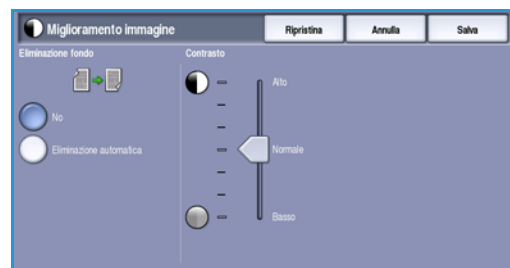 Miglioramento immagine
Ripristina
Annulla
Salva
Eliminazione fondo
Contrasto
Alto
No
Eliminazione automatica
Normale
Basso